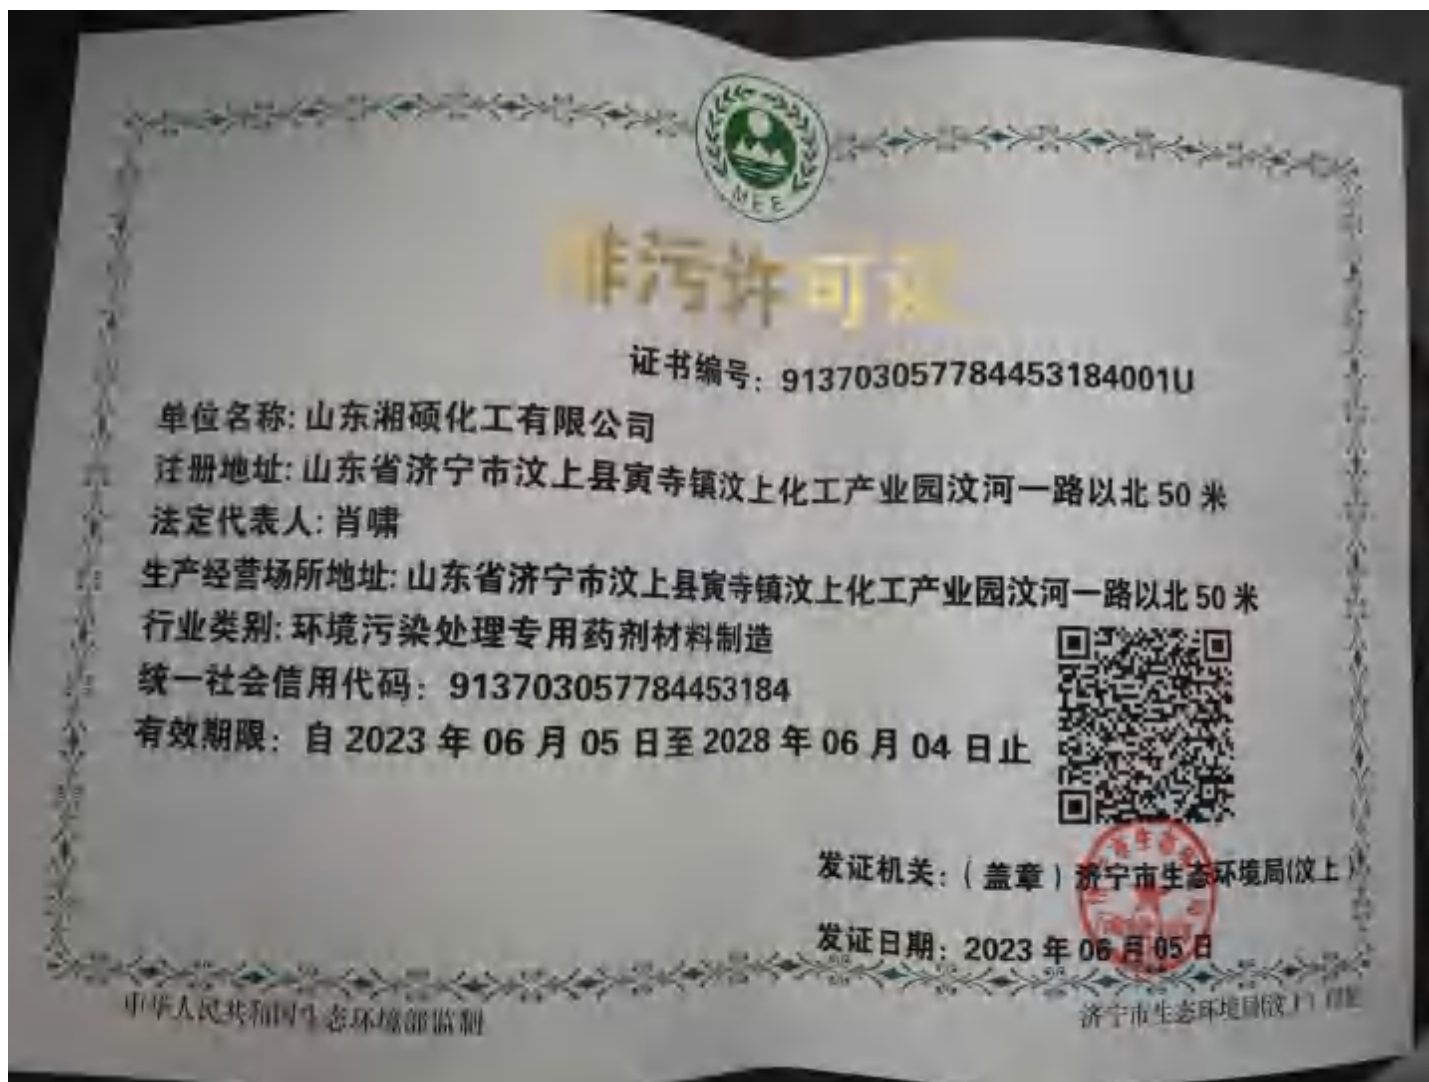 MEE
排污许可证
证书编号：91370305778445318​4001U
单位名称：山东湘硕化工有限公司
注册地址：山东省济宁市汶上县寅寺镇汶上化工产业园汶河一路以北50米
法定代表人：肖啸
生产经营场所地址：山东省济宁市汶上县寅寺镇汶上化工产业园汶河一路以北50米
行业类别：环境污染处理专用药剂材料制造
统一社会信用代码：913703057784453184
有效期限：自2023年06月05日至2028年06月04日止
发证机关：（盖章）济宁市生态环境局(汶上)
发证日期：2023年06月05日
中华人民共和国生态环境部监制
济宁市生态环境局(汶上)印制